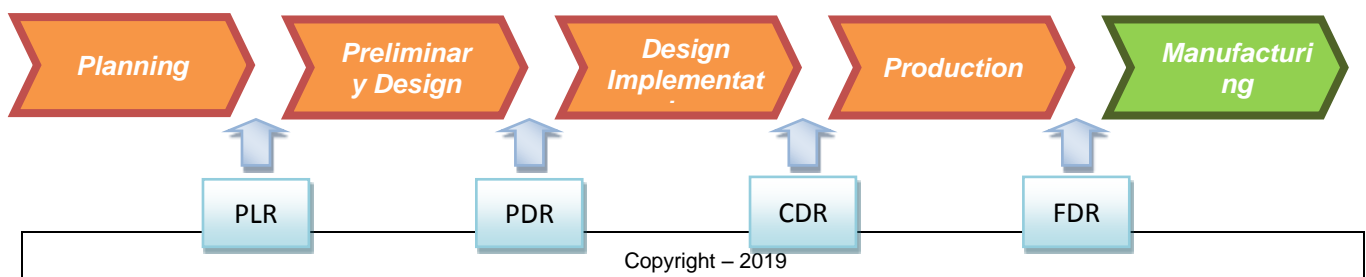 Planning
Preliminar
y Design
Design
Implementat
Production
Manufacturi
ng
PLR
PDR
CDR
FDR
Copyright – 2019